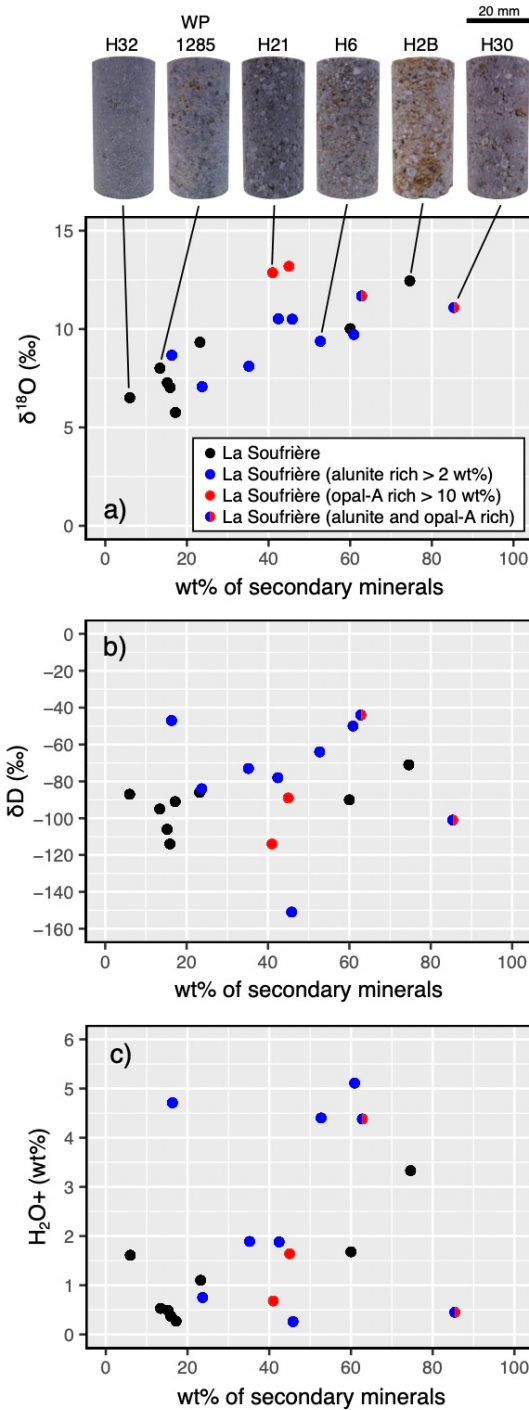 20 mm
WP
H32 1285 H21 H6 H2B H30
15
10
5
0
δ¹⁸O (‰)
La Soufrière
La Soufrière (alunite rich > 2 wt%)
La Soufrière (opal-A rich > 10 wt%)
La Soufrière (alunite and opal-A rich)
a)
0 20 40 60 80 100
wt% of secondary minerals
b)
0
−20
−40
−60
−80
−100
−120
−140
−160
δD (‰)
0 20 40 60 80 100
wt% of secondary minerals
c)
6
5
4
3
2
1
0
H₂O+ (wt%)
0 20 40 60 80 100
wt% of secondary minerals